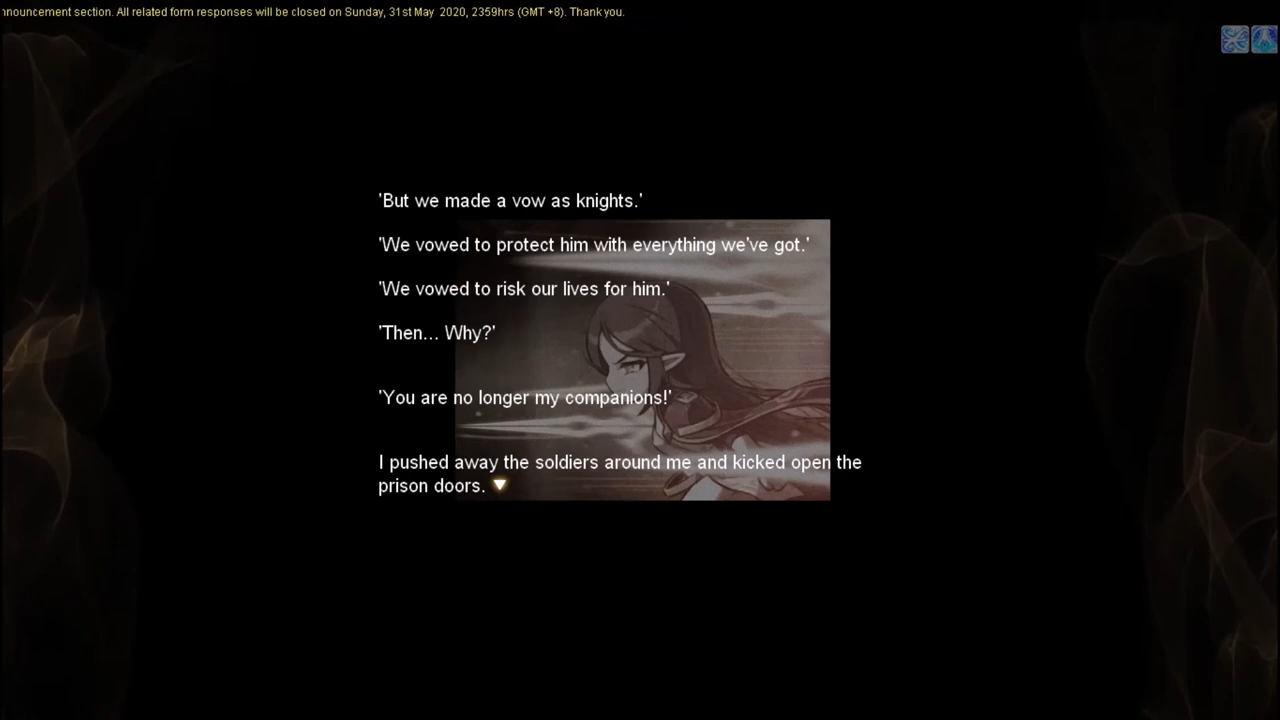 nnouncement section. All related form responses will be closed on Sunday, 31st May 2020, 2359hrs (GMT +8). Thank you.
'But we made a vow as knights.'
'We vowed to protect him with everything we've got.'
'We vowed to risk our lives for him.'
'Then... Why?'
'You are no longer my companions!'
I pushed away the soldiers around me and kicked open the
prison doors.